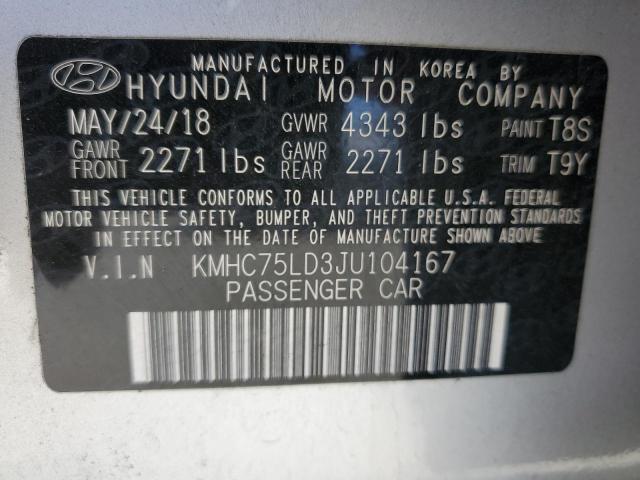 MANUFACTURED IN KOREA BY
HYUNDAI MOTOR COMPANY
MAY/24/18 GVWR 4343 lbs PAINT T8S
GAWR FRONT 2271 lbs GAWR REAR 2271 lbs TRIM T9Y
THIS VEHICLE CONFORMS TO ALL APPLICABLE U.S.A. FEDERAL
MOTOR VEHICLE SAFETY, BUMPER, AND THEFT PREVENTION STANDARDS
IN EFFECT ON THE DATE OF MANUFACTURE SHOWN ABOVE.
V.I.N KMHC75LD3JU104167
PASSENGER CAR